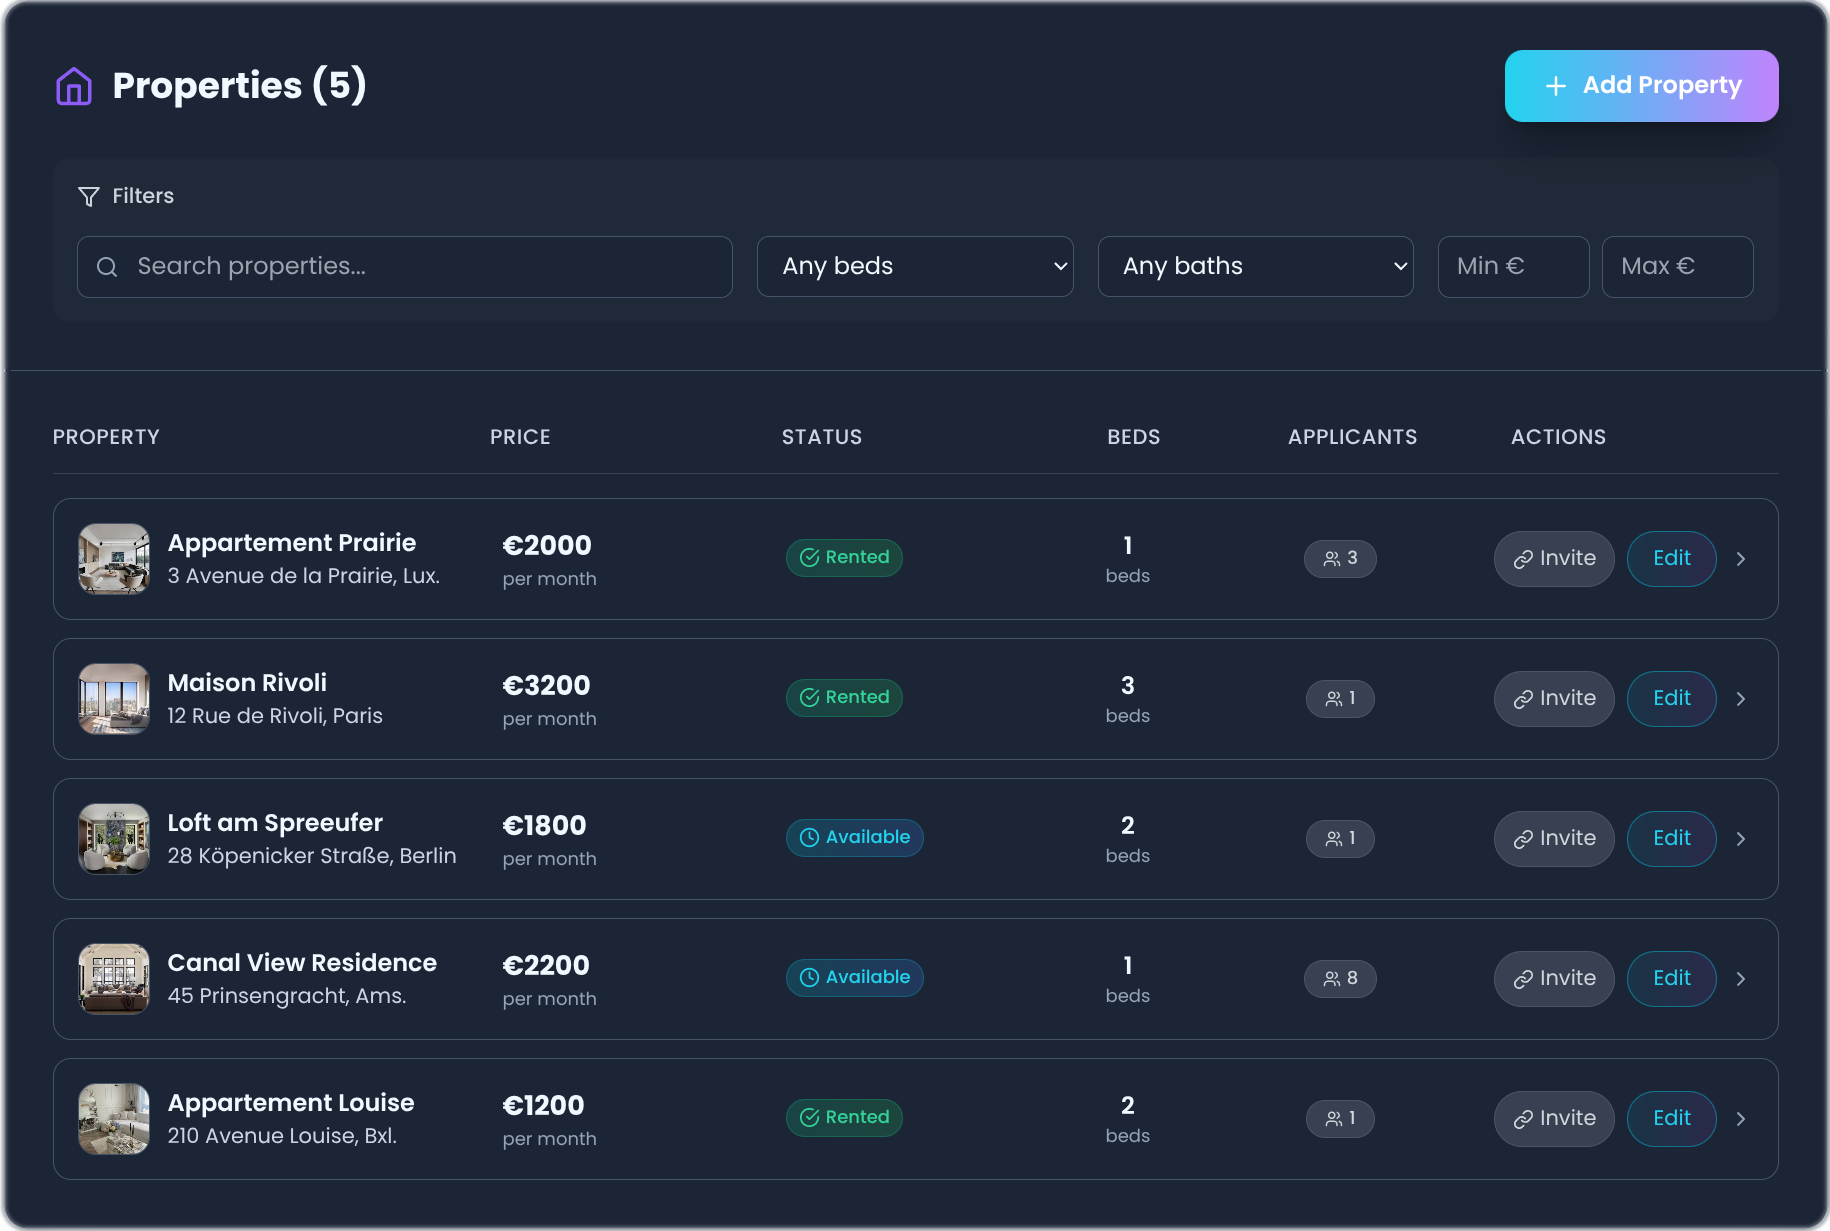 Properties (5)
Add Property
Filters
Search properties...
Any beds
Any baths
Min €
Max €
PROPERTY PRICE STATUS BEDS APPLICANTS ACTIONS
Appartement Prairie
3 Avenue de la Prairie, Lux.
€2000
per month
Rented
1
beds
3
Invite
Edit
Maison Rivoli
12 Rue de Rivoli, Paris
€3200
per month
Rented
3
beds
1
Invite
Edit
Loft am Spreeufer
28 Köpenicker Straße, Berlin
€1800
per month
Available
2
beds
1
Invite
Edit
Canal View Residence
45 Prinsengracht, Ams.
€2200
per month
Available
1
beds
8
Invite
Edit
Appartement Louise
210 Avenue Louise, Bxl.
€1200
per month
Rented
2
beds
1
Invite
Edit